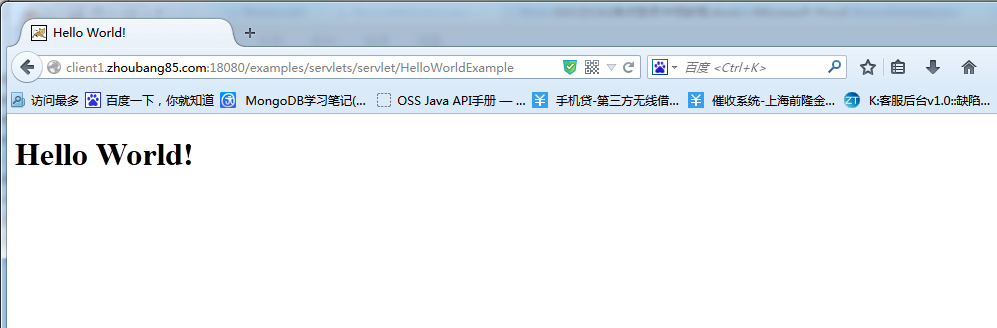 Hello World!
client1.zhoubang85.com:18080/examples/servlets/servlet/HelloWorldExample 百度 <Ctrl+K>
访问最多 百度一下，你就知道 MongoDB学习笔记(... OSS Java API手册 — ... 手机贷-第三方无线借... 催收系统-上海前隆金... ZT K:客服后台v1.0::缺陷...
Hello World!